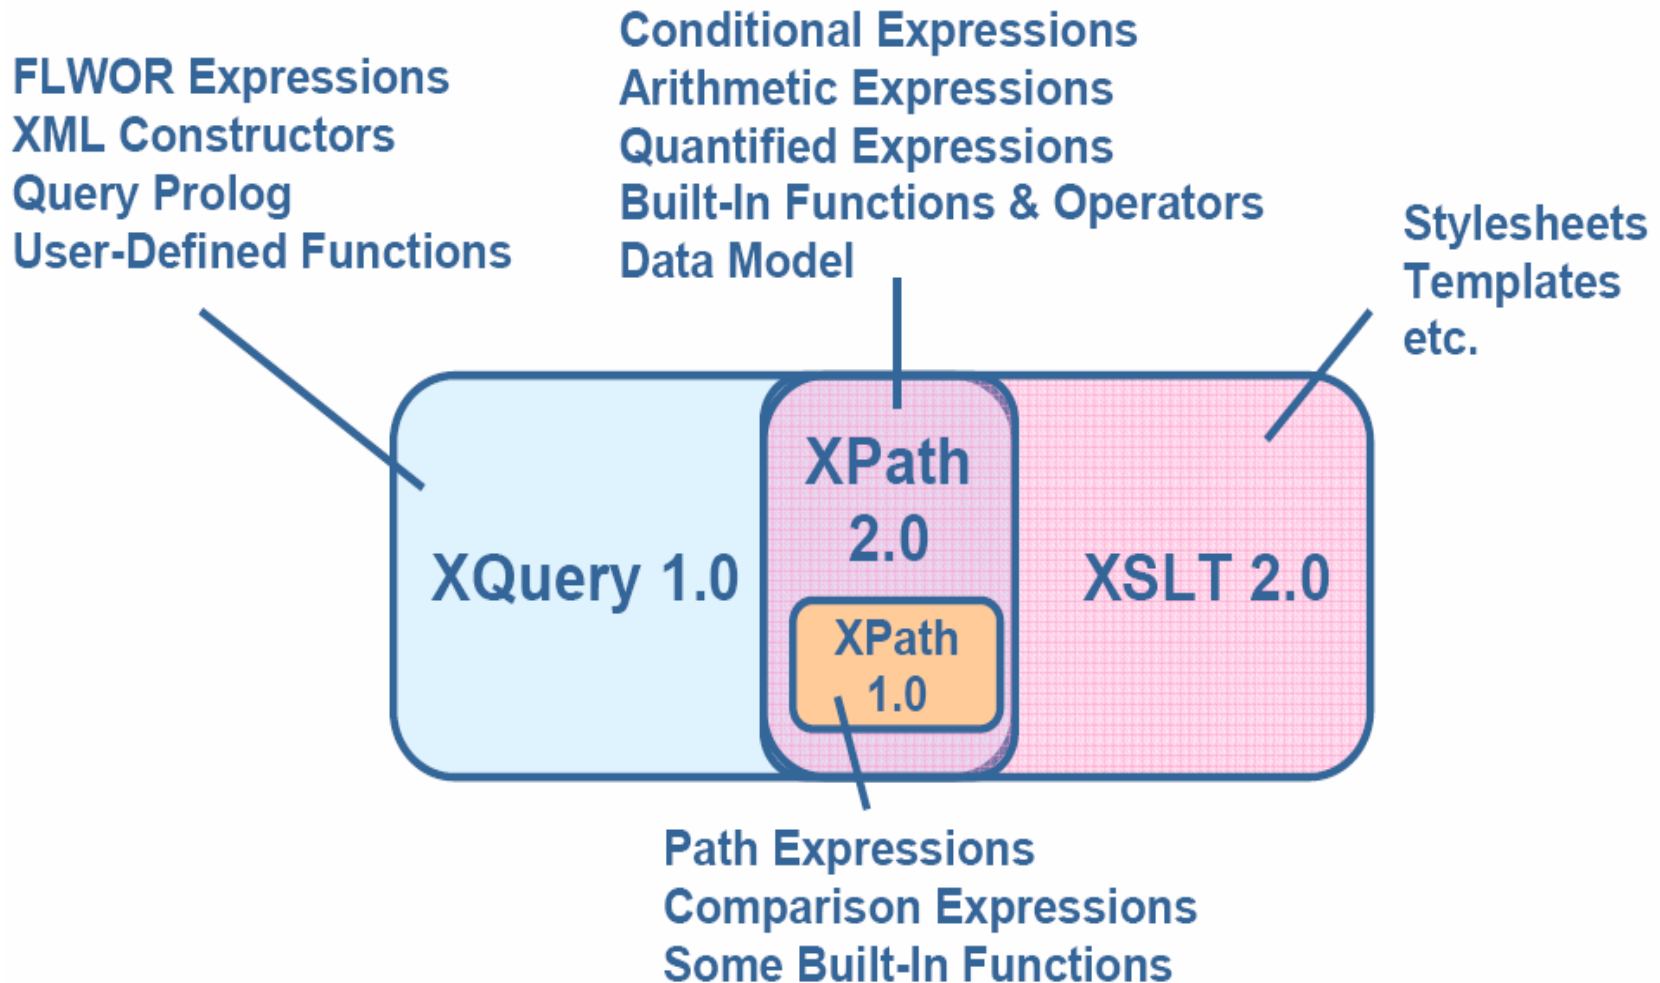 FLWOR Expressions
XML Constructors
Query Prolog
User-Defined Functions
Conditional Expressions
Arithmetic Expressions
Quantified Expressions
Built-In Functions & Operators
Data Model
Stylesheets
Templates
etc.
XQuery 1.0
XPath
2.0
XPath
1.0
XSLT 2.0
Path Expressions
Comparison Expressions
Some Built-In Functions